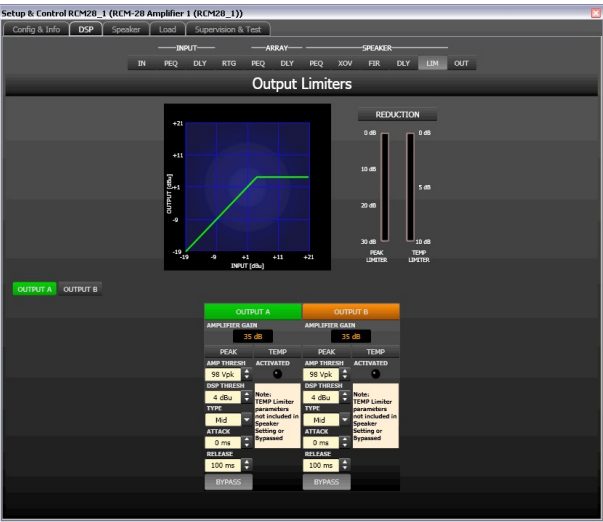 Setup & Control RCM28_1 (RCM-28 Amplifier 1 (RCM28_1))
Config & Info DSP Speaker Load Supervision & Test
INPUT ARRAY SPEAKER
IN PEQ DLY RTG PEQ DLY PEQ XOV FIR DLY LIM OUT
Output Limiters
REDUCTION
+21
+11
+1
-9
-19
OUTPUT [dBu]
-19 -9 +1 +11 +21
INPUT [dBu]
0 dB 0 dB
10 dB
5 dB
20 dB
30 dB 10 dB
PEAK TEMP
LIMITER LIMITER
OUTPUT A OUTPUT B
OUTPUT A OUTPUT B
AMPLIFIER GAIN AMPLIFIER GAIN
35 dB 35 dB
PEAK TEMP PEAK TEMP
AMP THRESH ACTIVATED AMP THRESH ACTIVATED
98 Vpk 98 Vpk
DSP THRESH DSP THRESH
4 dBu 4 dBu
TYPE TYPE
Mid Mid
ATTACK ATTACK
0 ms 0 ms
RELEASE RELEASE
100 ms 100 ms
BYPASS BYPASS
Note:
TEMP Limiter
parameters
not included in
Speaker
Setting or
Bypassed
Note:
TEMP Limiter
parameters
not included in
Speaker
Setting or
Bypassed